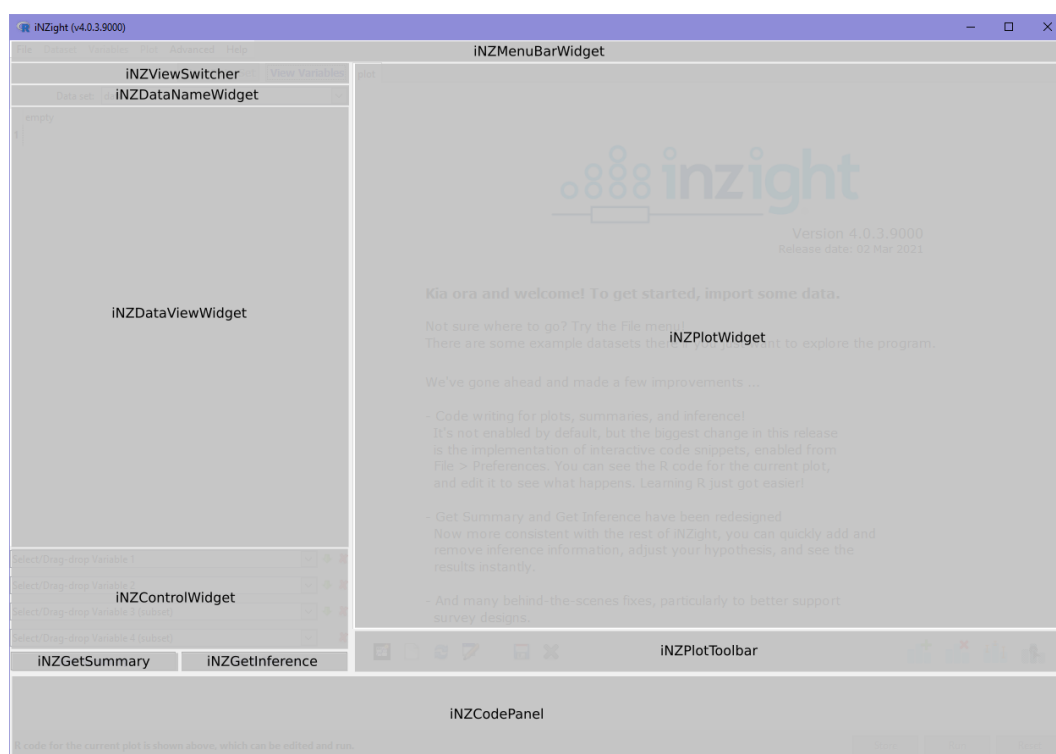 iNZight (v4.0.3.9000)
File Dataset Variables Plot Advanced Help
iNZMenuBarWidget
iNZViewSwitcher
View Variables
plot
Data set:
iNZDataNameWidget
empty
1
inzight
Version 4.0.3.9000
Release date: 02 Mar 2021
Kia ora and welcome! To get started, import some data.
Not sure where to go? Try the File menu!
There are some example datasets there if you just want to explore the program.
iNZDataViewWidget
iNZPlotWidget
We've gone ahead and made a few improvements ...
- Code writing for plots, summaries, and inference!
It's not enabled by default, but the biggest change in this release
is the implementation of interactive code snippets, enabled from
File > Preferences. You can see the R code for the current plot,
and edit it to see what happens. Learning R just got easier!
- Get Summary and Get Inference have been redesigned
Now more consistent with the rest of iNZight, you can quickly add and
remove inference information, adjust your hypothesis, and see the
results instantly.
- And many behind-the-scenes fixes, particularly to better support
survey designs.
Select/Drag-drop Variable 1
Select/Drag-drop Variable 2
iNZControlWidget
Select/Drag-drop Variable 3 (subset)
Select/Drag-drop Variable 4 (subset)
iNZGetSummary
iNZGetInference
iNZPlotToolbar
iNZCodePanel
R code for the current plot is shown above, which can be edited and run.